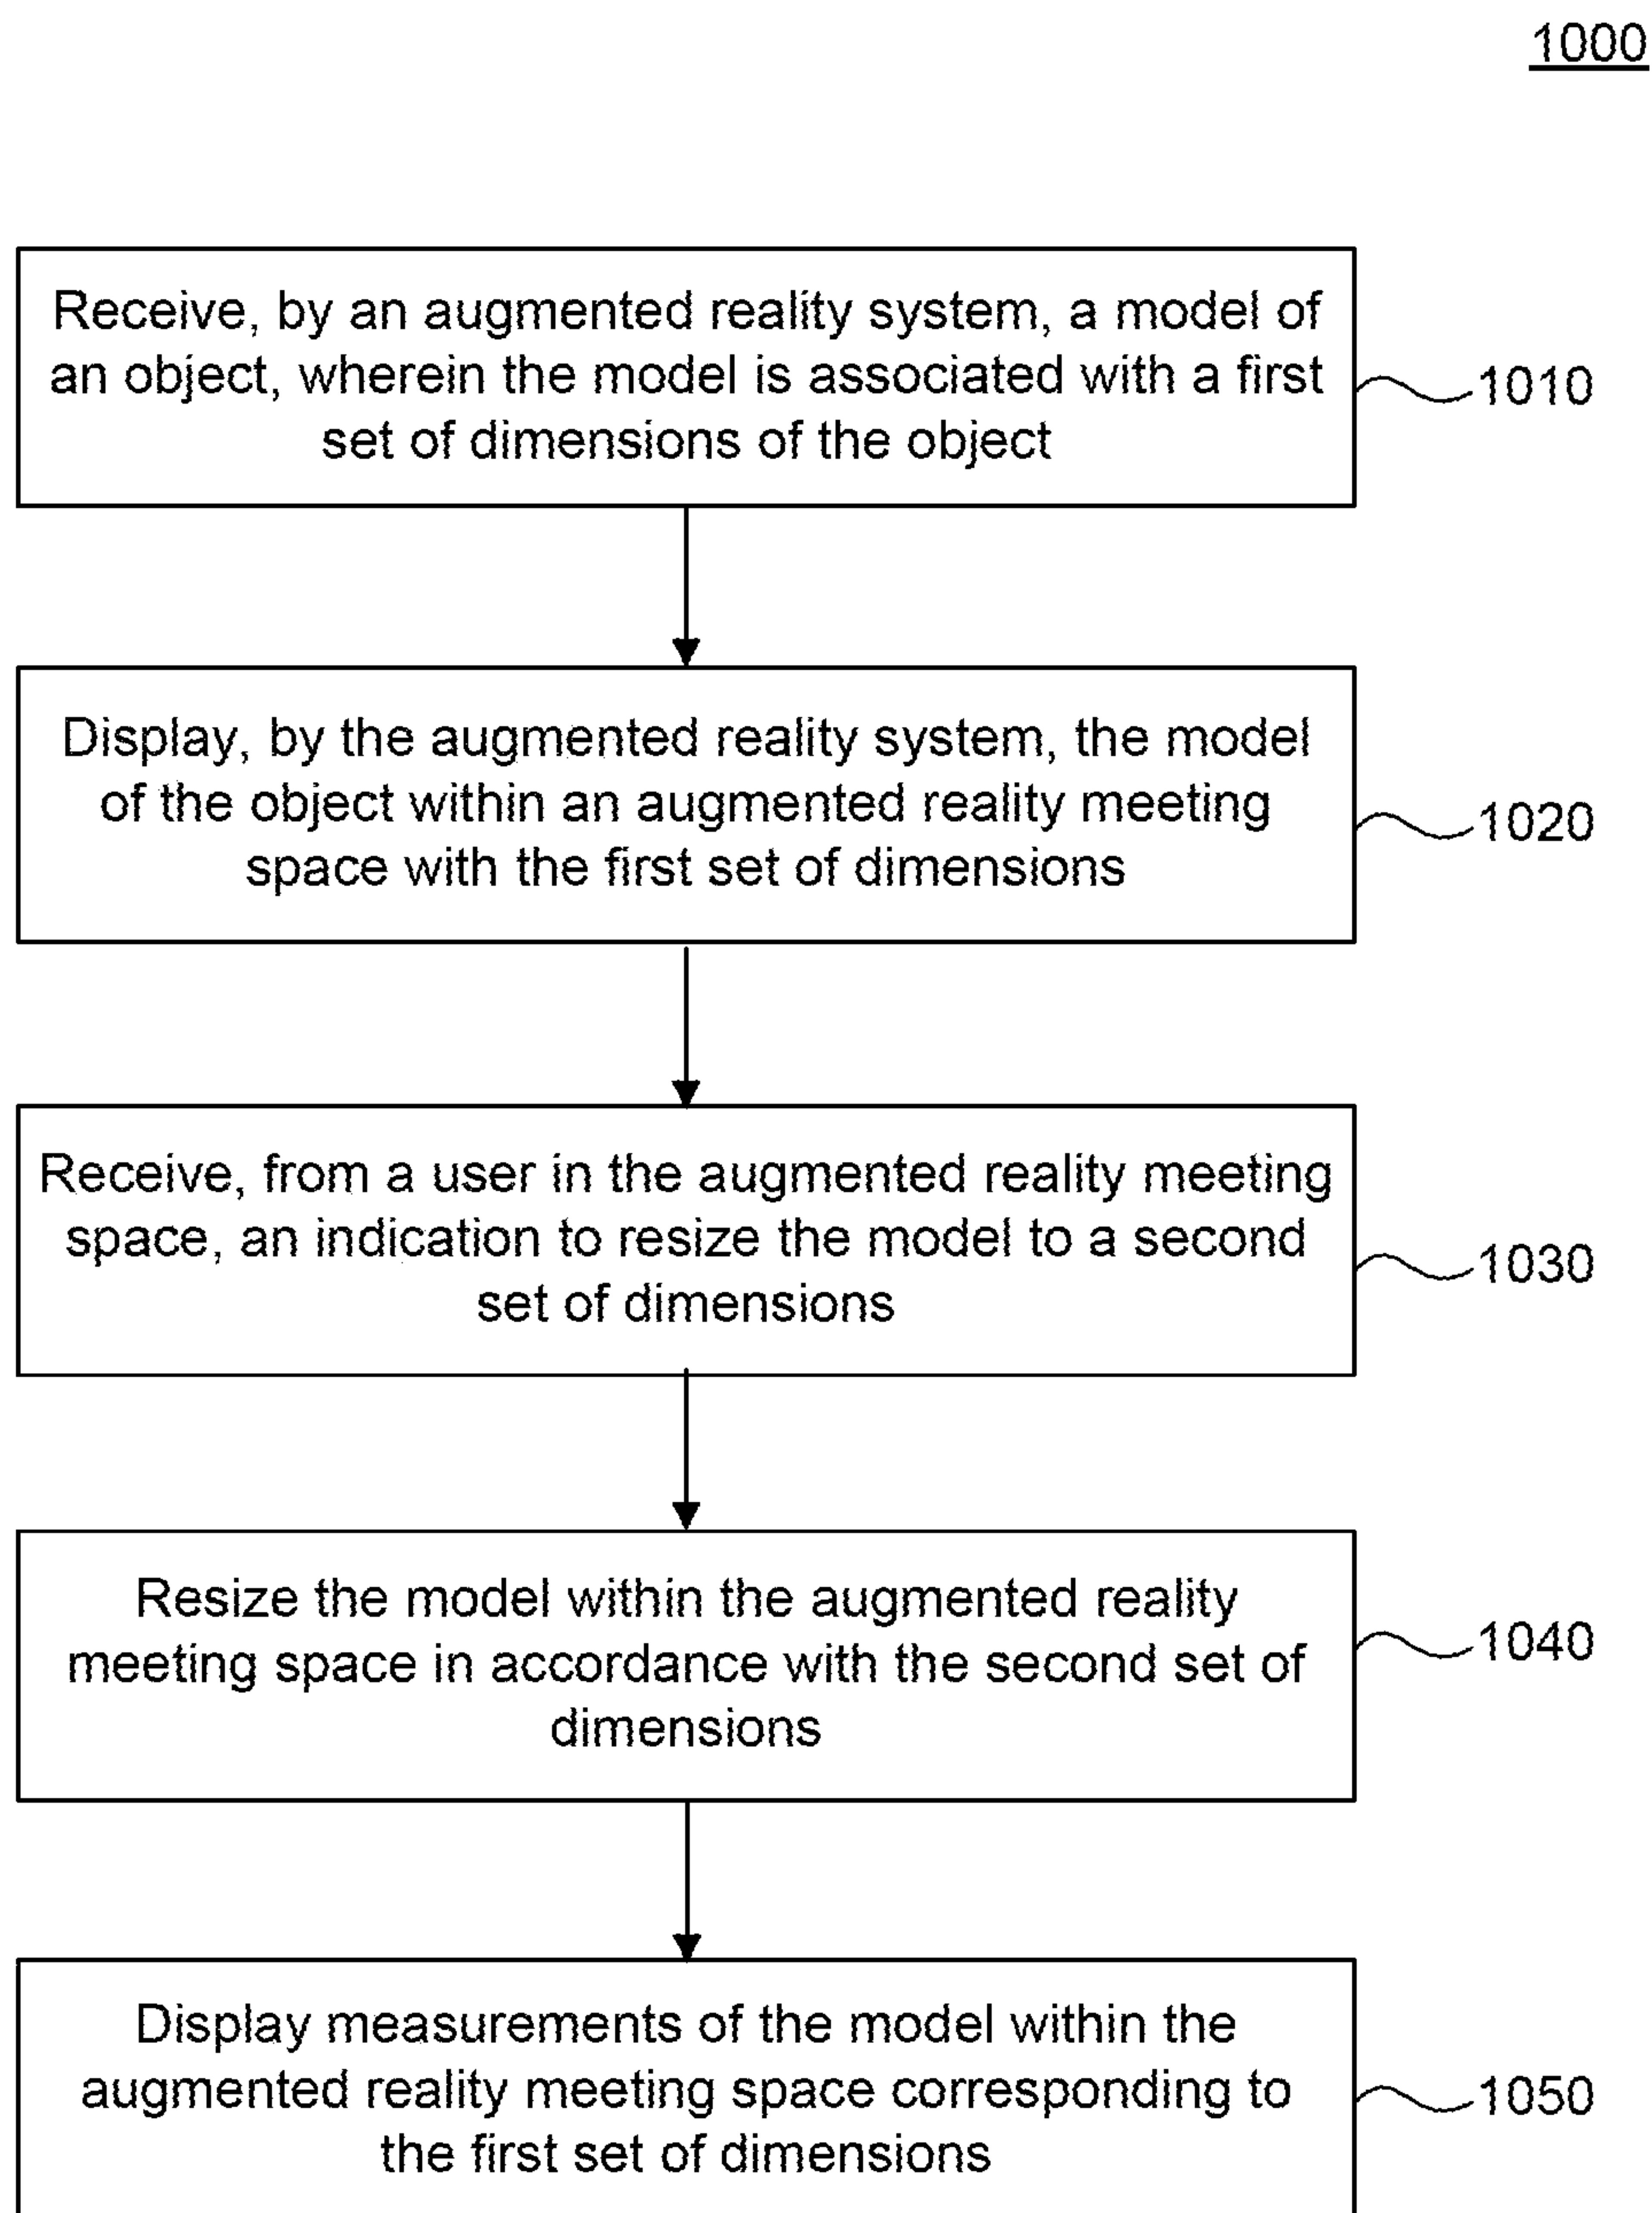 1000
Receive, by an augmented reality system, a model of
an object, wherein the model is associated with a first
set of dimensions of the object
1010
Display, by the augmented reality system, the model
of the object within an augmented reality meeting
space with the first set of dimensions
1020
Receive, from a user in the augmented reality meeting
space, an indication to resize the model to a second
set of dimensions
1030
Resize the model within the augmented reality
meeting space in accordance with the second set of
dimensions
1040
Display measurements of the model within the
augmented reality meeting space corresponding to
the first set of dimensions
1050